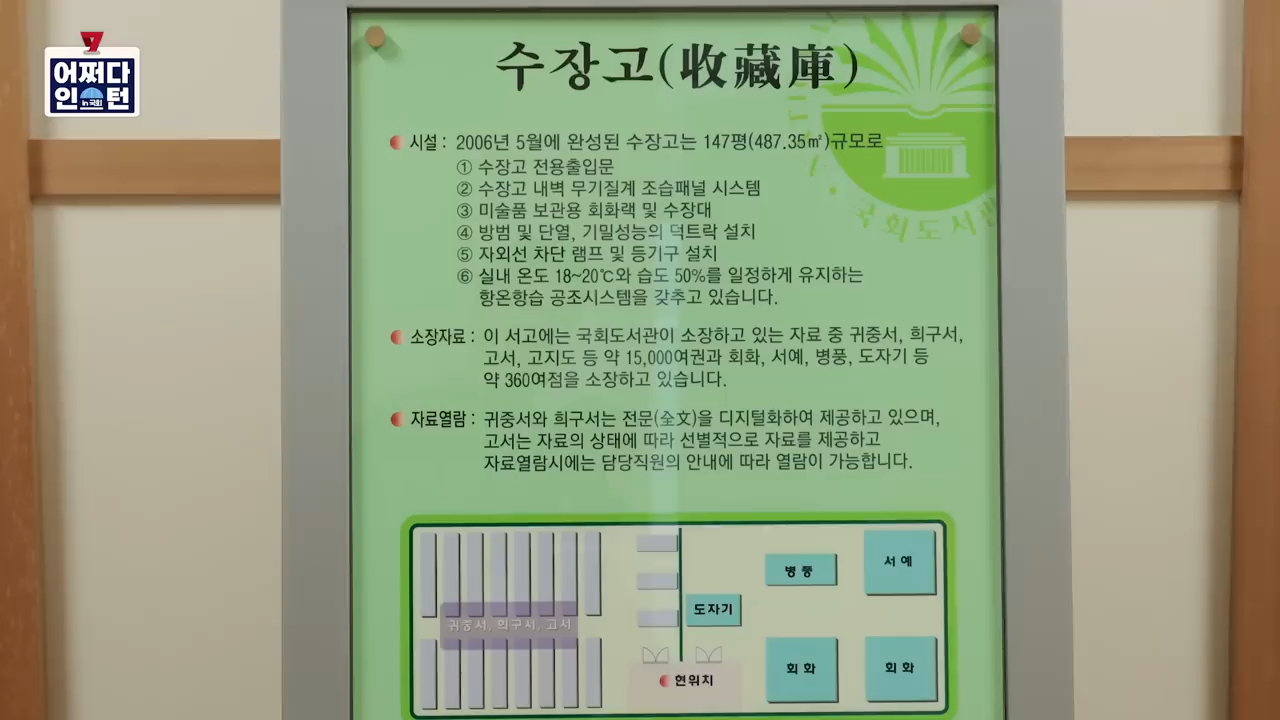 어쩌다
인 in 국회 턴
수장고(收藏庫)
시설 : 2006년 5월에 완성된 수장고는 147평(487.35㎡)규모로
① 수장고 전용출입문
② 수장고 내벽 무기질계 조습패널 시스템
③ 미술품 보관용 회화랙 및 수장대
④ 방범 및 단열, 기밀성능의 덕트락 설치
⑤ 자외선 차단 램프 및 등기구 설치
⑥ 실내 온도 18~20℃와 습도 50%를 일정하게 유지하는
항온항습 공조시스템을 갖추고 있습니다.
국회도서관
소장자료 : 이 서고에는 국회도서관이 소장하고 있는 자료 중 귀중서, 희구서,
고서, 고지도 등 약 15,000여권과 회화, 서예, 병풍, 도자기 등
약 360여점을 소장하고 있습니다.
자료열람 : 귀중서와 희구서는 전문(全文)을 디지털화하여 제공하고 있으며,
고서는 자료의 상태에 따라 선별적으로 자료를 제공하고
자료열람시에는 담당직원의 안내에 따라 열람이 가능합니다.
병풍
서예
도자기
귀중서, 희구서, 고서
회화
회화
현위치